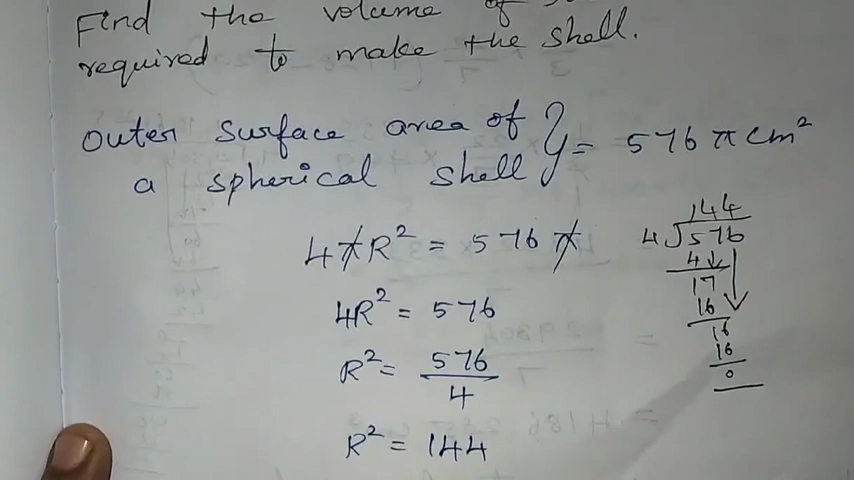 Find the volume of
required to make the shell.
outer surface area of
a spherical shell } = 576 π cm²
4πR² = 576 π
4R² = 576
R² = 576
4
R² = 144
144
4)576
4
17
16
16
16
0